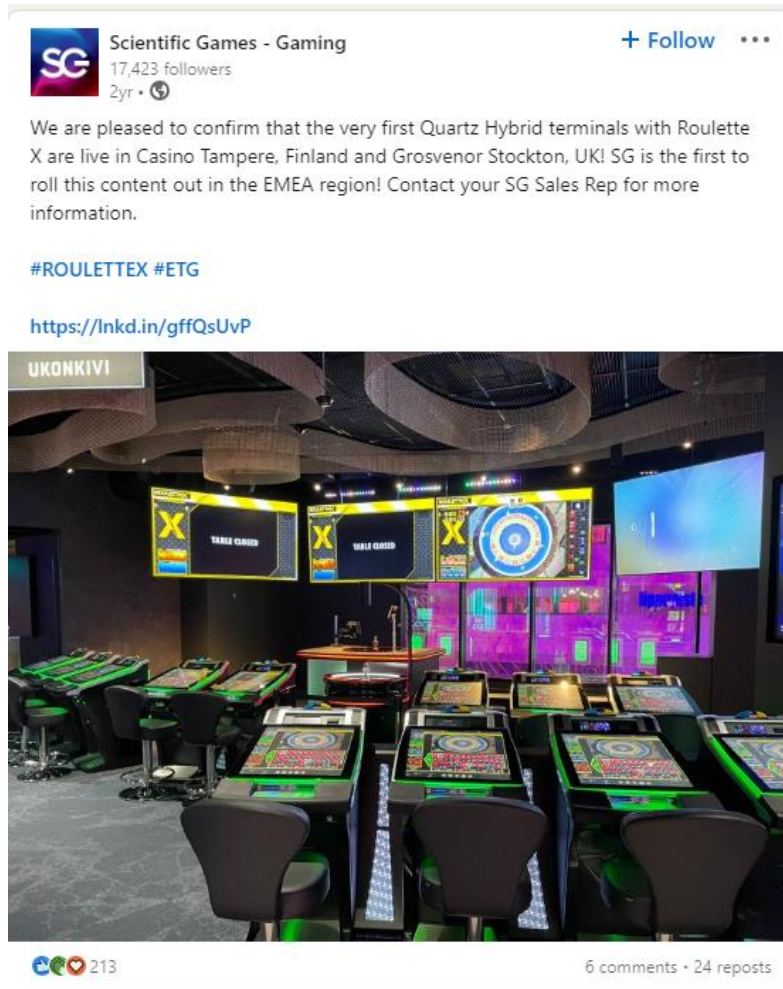 SG
Scientific Games - Gaming
17,423 followers
2yr •
+ Follow
We are pleased to confirm that the very first Quartz Hybrid terminals with Roulette
X are live in Casino Tampere, Finland and Grosvenor Stockton, UK! SG is the first to
roll this content out in the EMEA region! Contact your SG Sales Rep for more
information.
#ROULETTEX #ETG
https://lnkd.in/gffQsUvP
UKONKIVI
X
TABLE CLOSED
X
TABLE CLOSED
X
213
6 comments • 24 reposts